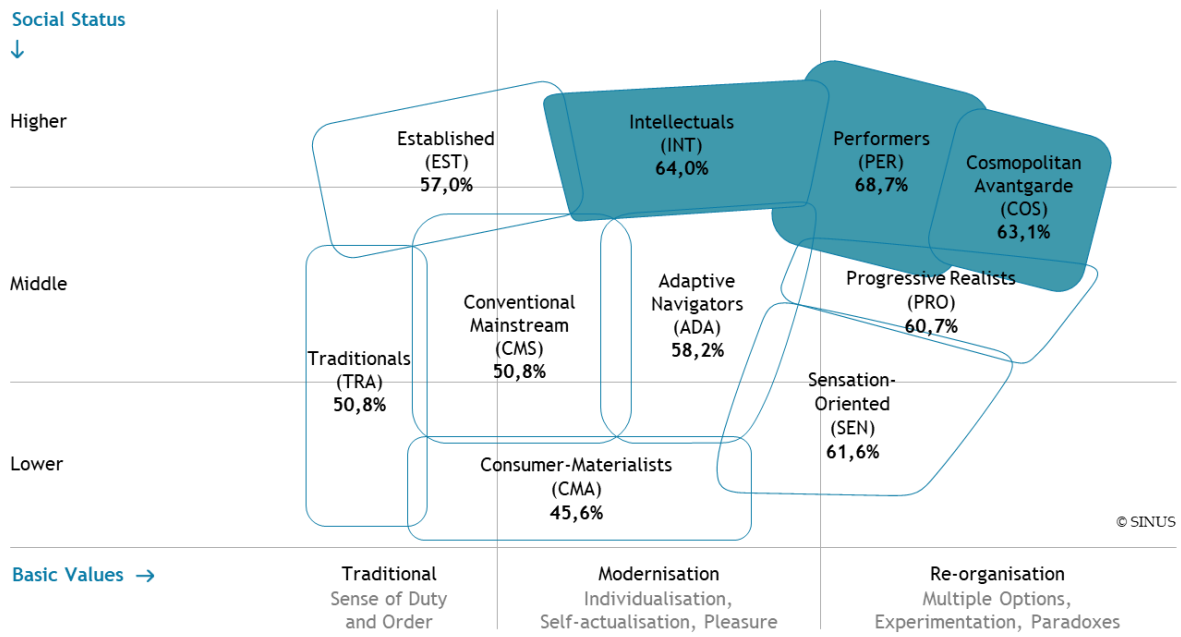 Social Status
↓
Higher
Middle
Lower
Established
(EST)
57,0%
Intellectuals
(INT)
64,0%
Performers
(PER)
68,7%
Cosmopolitan
Avantgarde
(COS)
63,1%
Traditionals
(TRA)
50,8%
Conventional
Mainstream
(CMS)
50,8%
Adaptive
Navigators
(ADA)
58,2%
Progressive Realists
(PRO)
60,7%
Sensation-
Oriented
(SEN)
61,6%
Consumer-Materialists
(CMA)
45,6%
© SINUS
Basic Values →
Traditional
Sense of Duty
and Order
Modernisation
Individualisation,
Self-actualisation, Pleasure
Re-organisation
Multiple Options,
Experimentation, Paradoxes